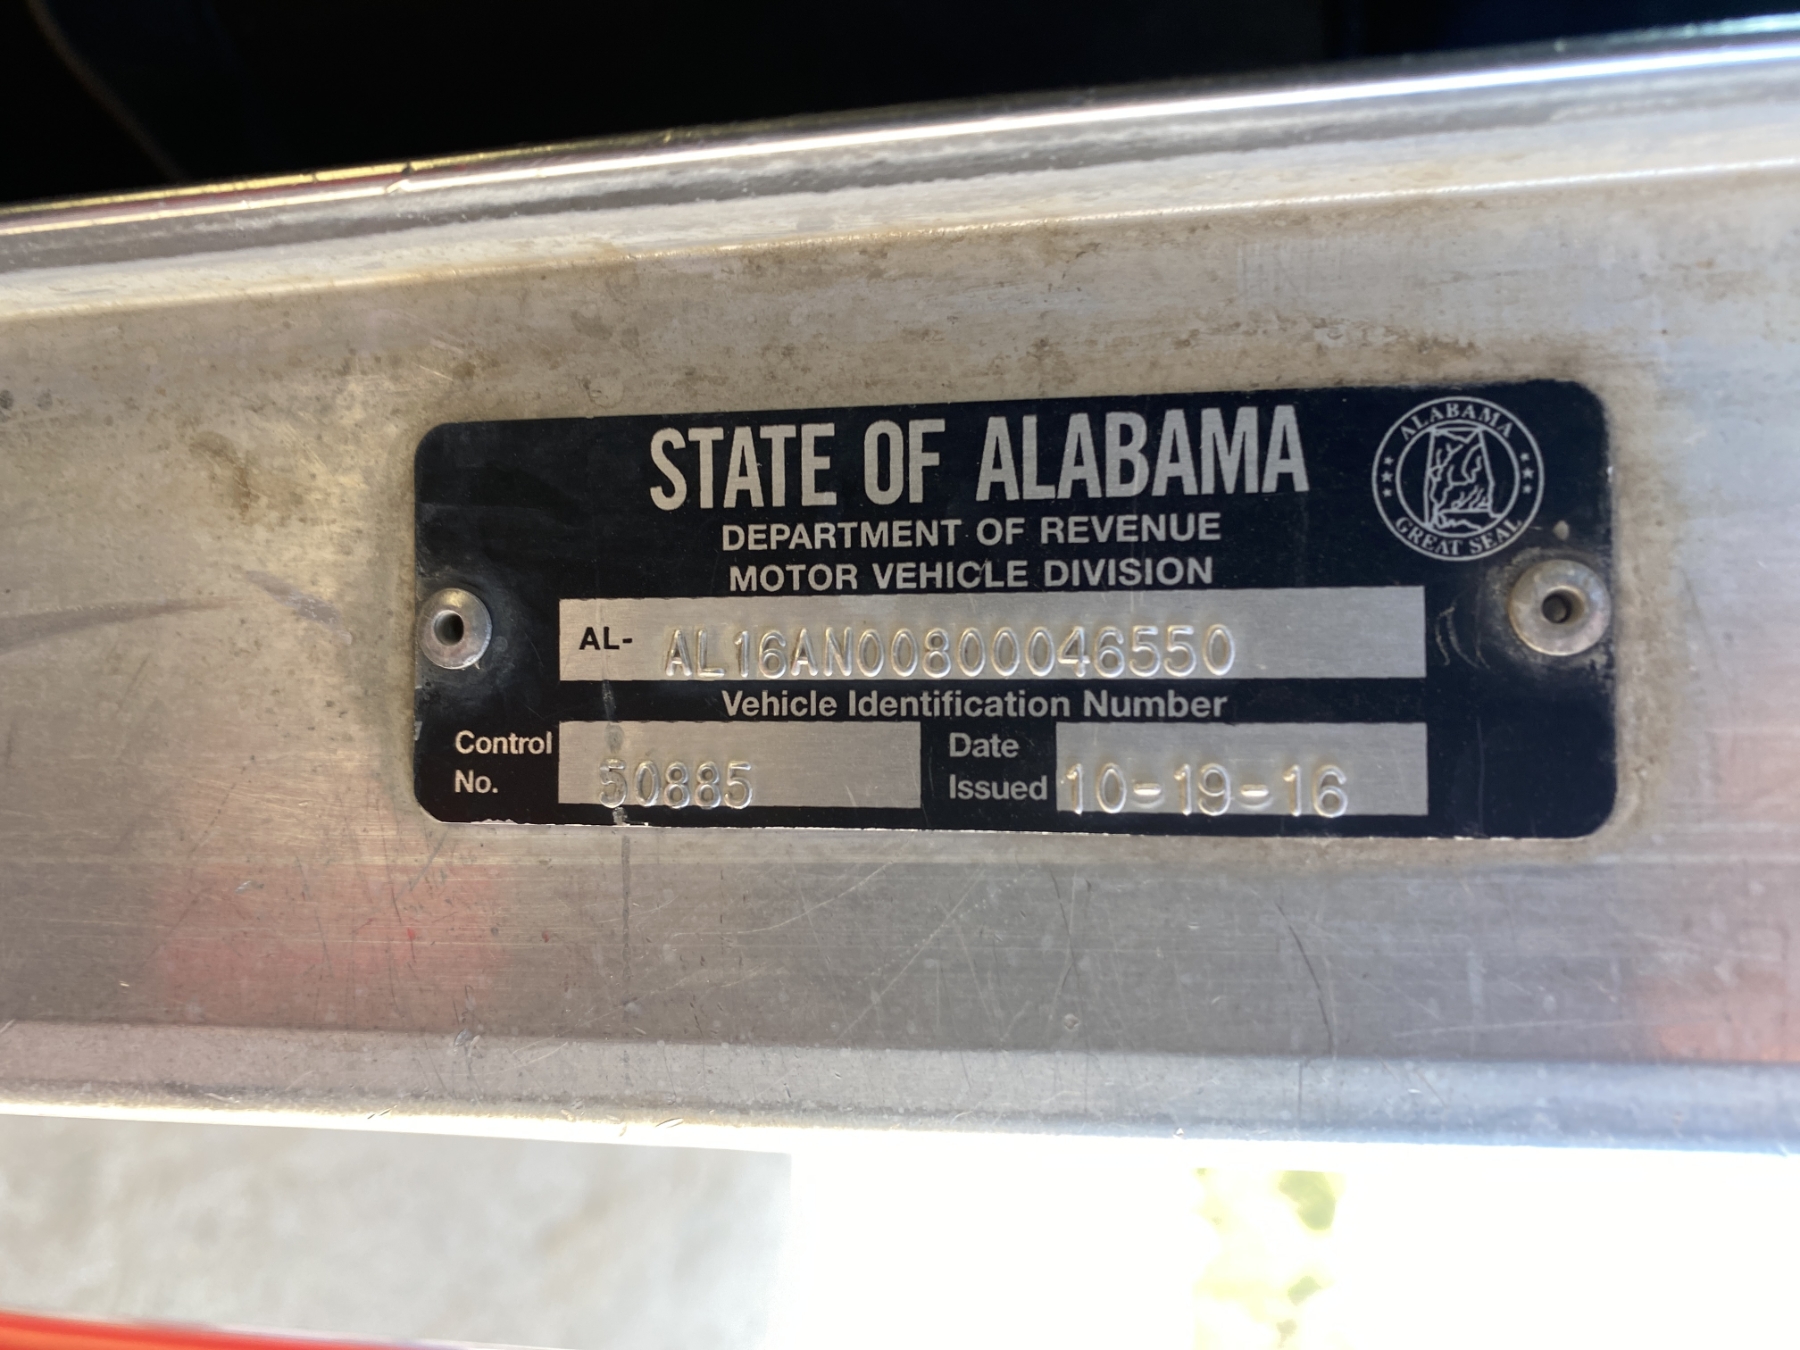 STATE OF ALABAMA
ALABAMA
GREAT SEAL
DEPARTMENT OF REVENUE
MOTOR VEHICLE DIVISION
AL- AL16AN00800046550
Vehicle Identification Number
Control No. 50885
Date Issued 10-19-16